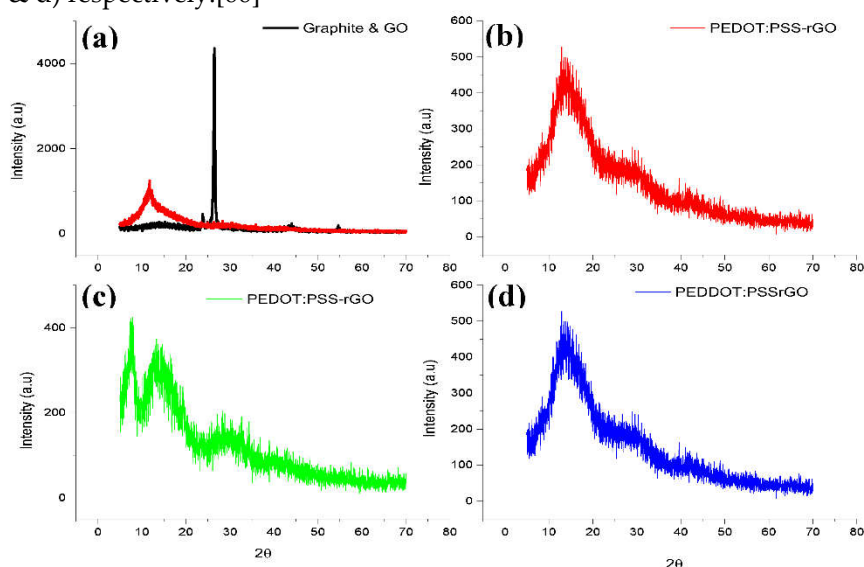 & d) respectively.[66]
(a)
Graphite & GO
Intensity (a.u)
4000
2000
0
0 10 20 30 40 50 60 70 80
(b)
PEDOT:PSS-rGO
Intensity (a.u)
600
500
400
300
200
100
0
0 10 20 30 40 50 60 70 80
(c)
PEDOT:PSS-rGO
Intensity (a.u)
400
200
0
0 10 20 30 40 50 60 70 80
2θ
(d)
PEDDOT:PSSrGO
Intensity (a.u)
600
500
400
300
200
100
0
0 10 20 30 40 50 60 70 80
2θ